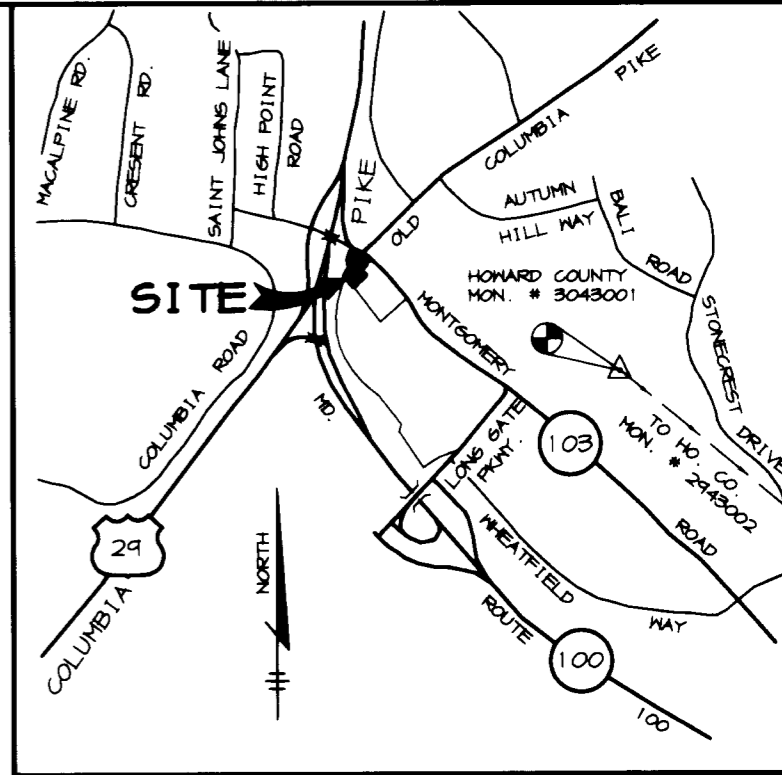 MACALPINE RD.
CRESENT RD.
SAINT JOHNS LANE
HIGH POINT
ROAD
PIKE
OLD
COLUMBIA
PIKE
AUTUMN
HILL WAY
BALI
ROAD
STONECREST
DRIVE
HOWARD COUNTY
MON. # 3043001
SITE
MONTGOMERY
COLUMBIA ROAD
MD.
LONG GATE
PKWY.
103
TO HO. CO.
MON. # 2943002
ROAD
29
COLUMBIA
NORTH
WHEATFIELD
WAY
ROUTE
100
100